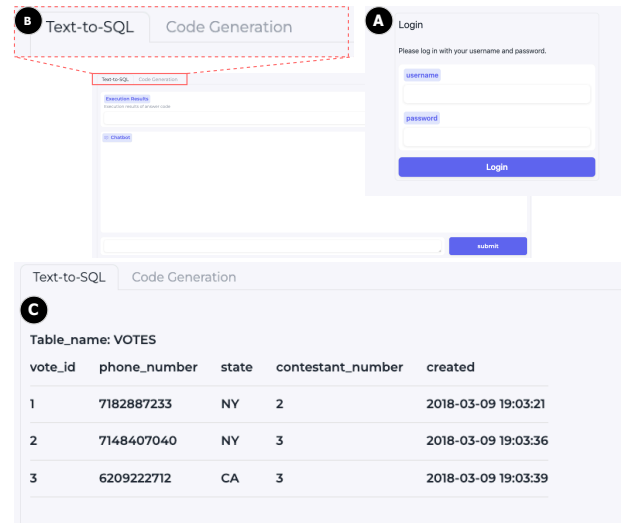 B
Text-to-SQL Code Generation
A
Login
Please log in with your username and password.
username
password
Login
Text-to-SQL Code Generation
Execution Results
Execution results of answer code
Chatbot
submit
Text-to-SQL Code Generation
C
Table_name: VOTES
vote_id phone_number state contestant_number created
1 7182887233 NY 2 2018-03-09 19:03:21
2 7148407040 NY 3 2018-03-09 19:03:36
3 6209222712 CA 3 2018-03-09 19:03:39